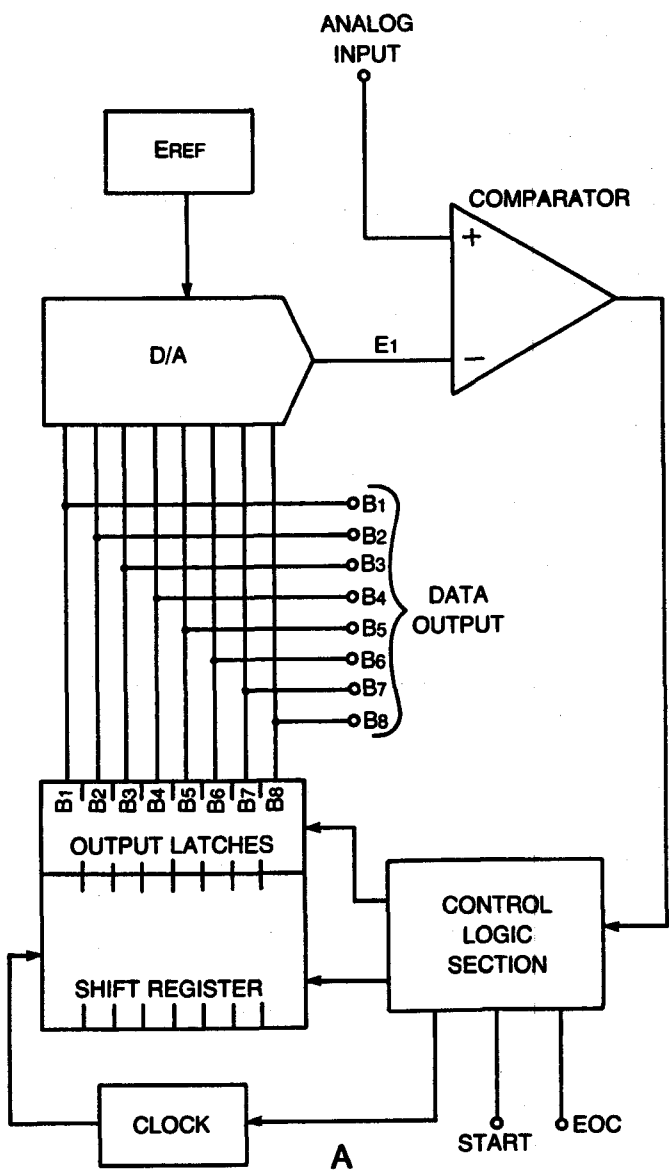 ANALOG
INPUT
EREF
COMPARATOR
+
D/A
E1
−
B1
B2
B3
B4
DATA
OUTPUT
B5
B6
B7
B8
B1 B2 B3 B4 B5 B6 B7 B8
OUTPUT LATCHES
CONTROL
LOGIC
SECTION
SHIFT REGISTER
CLOCK
START
EOC
A